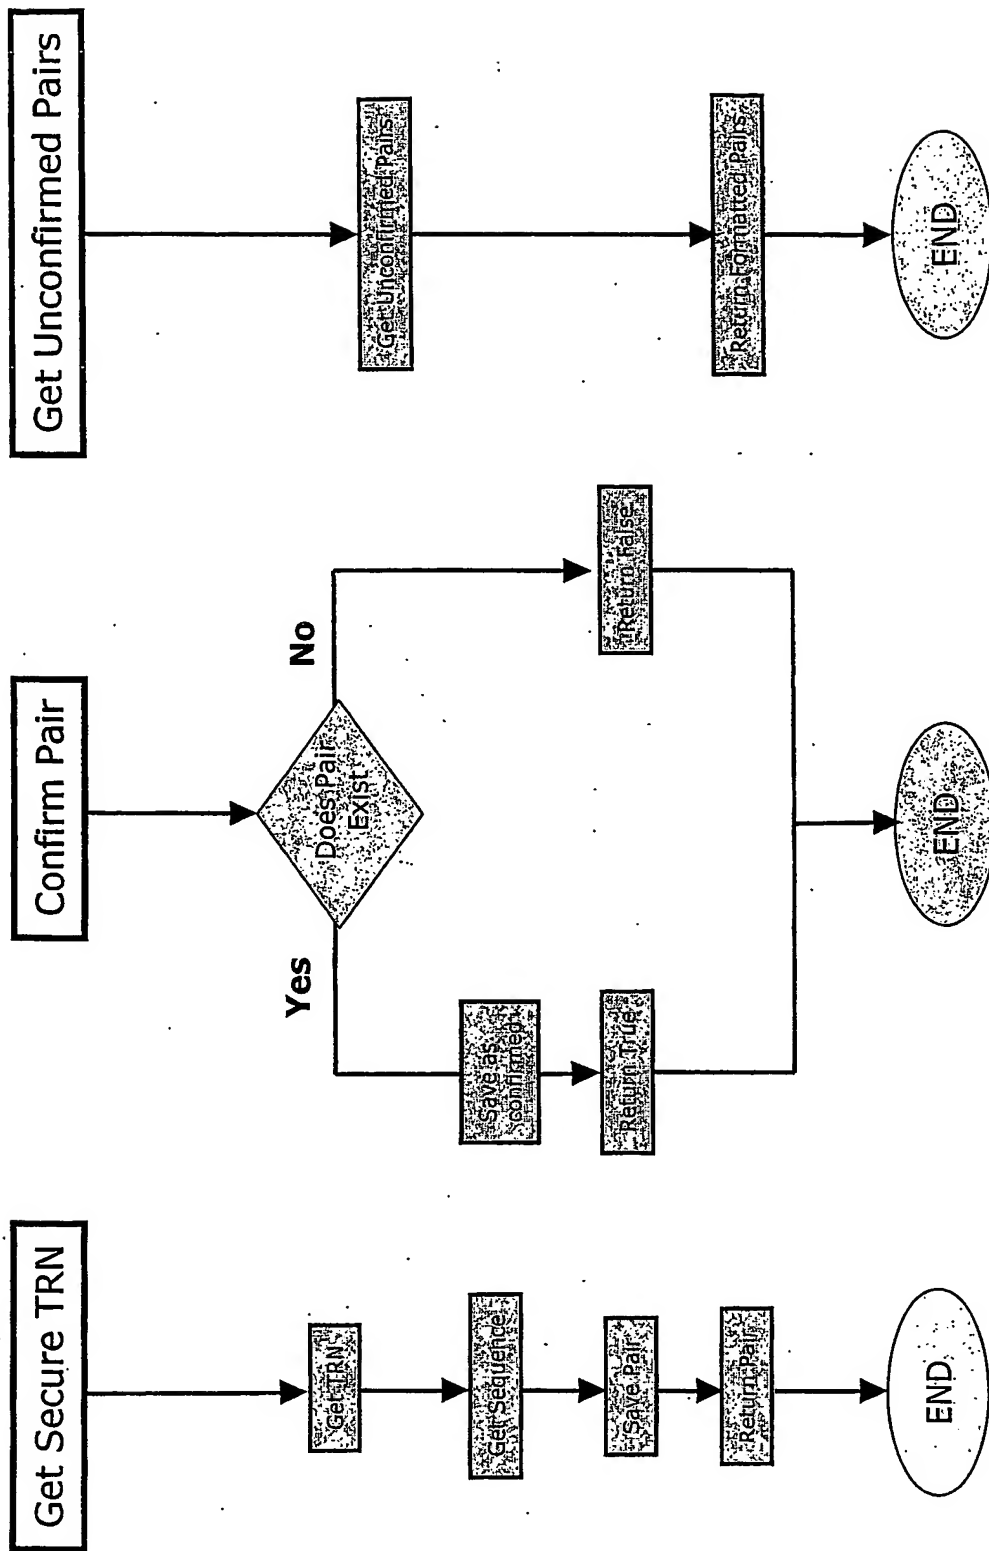 Get Secure TRN
Get TRN
Get Sequence
Save Pair
Return Pair
END
Confirm Pair
Does Pair
Exist
Yes
No
Save as
confirmed
Return True
Return False
END
Get Unconfirmed Pairs
Get Unconfirmed Pairs
Return Formatted Pairs
END